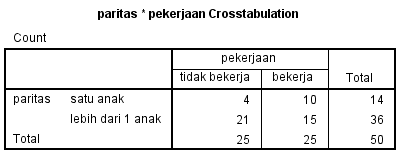 paritas * pekerjaan Crosstabulation
Count
pekerjaan
tidak bekerja bekerja Total
paritas satu anak 4 10 14
lebih dari 1 anak 21 15 36
Total 25 25 50